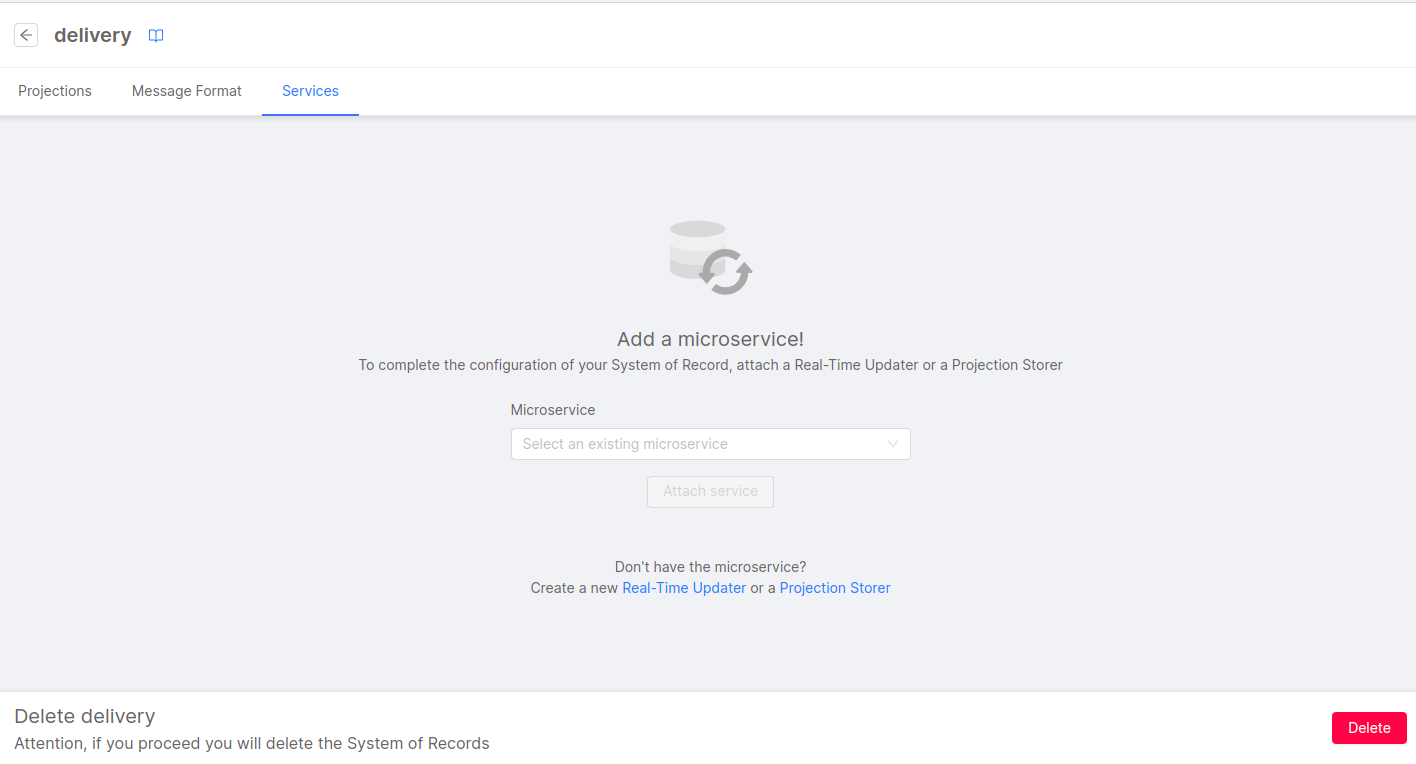 delivery
Projections
Message Format
Services
Add a microservice!
To complete the configuration of your System of Record, attach a Real-Time Updater or a Projection Storer
Microservice
Select an existing microservice
Attach service
Don't have the microservice?
Create a new Real-Time Updater or a Projection Storer
Delete delivery
Attention, if you proceed you will delete the System of Records
Delete